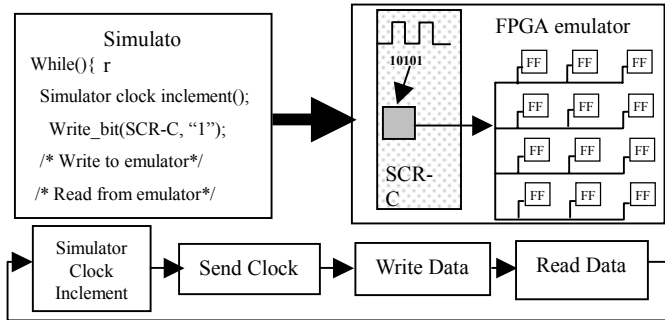 Simulato
While(){ r
Simulator clock inclement();
Write_bit(SCR-C, “1”);
/* Write to emulator*/
/* Read from emulator*/
FPGA emulator
10101
SCR-
C
FF FF FF
FF FF FF
FF FF FF
FF FF FF
Simulator
Clock
Inclement
Send Clock
Write Data
Read Data